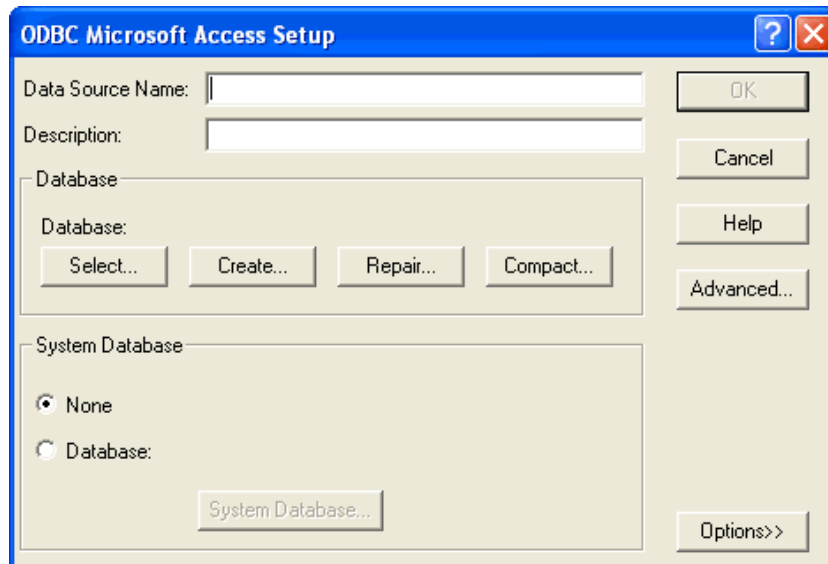 ODBC Microsoft Access Setup
Data Source Name:
OK
Description:
Cancel
Database
Database:
Help
Select...
Create...
Repair...
Compact...
Advanced...
System Database
None
Database:
System Database...
Options>>